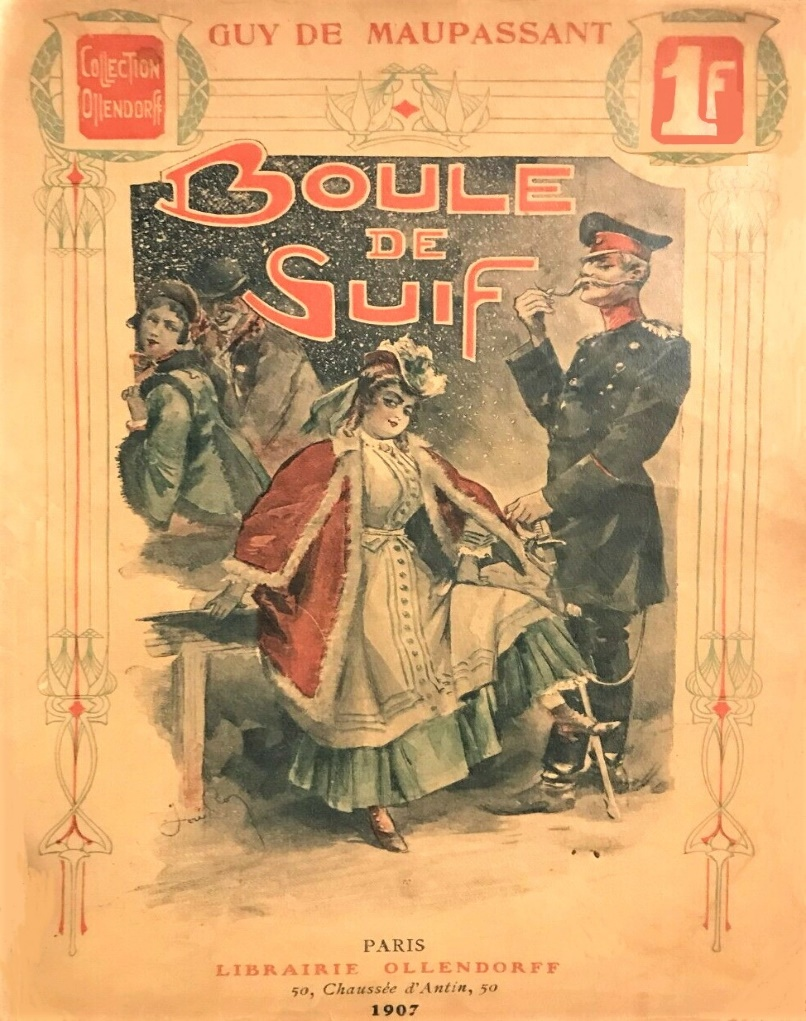 GUY DE MAUPASSANT
COLLECTION
OLLENDORFF
1F
BOULE
DE
SUIF
PARIS
LIBRAIRIE OLLENDORFF
50, Chaussée d'Antin, 50
1907